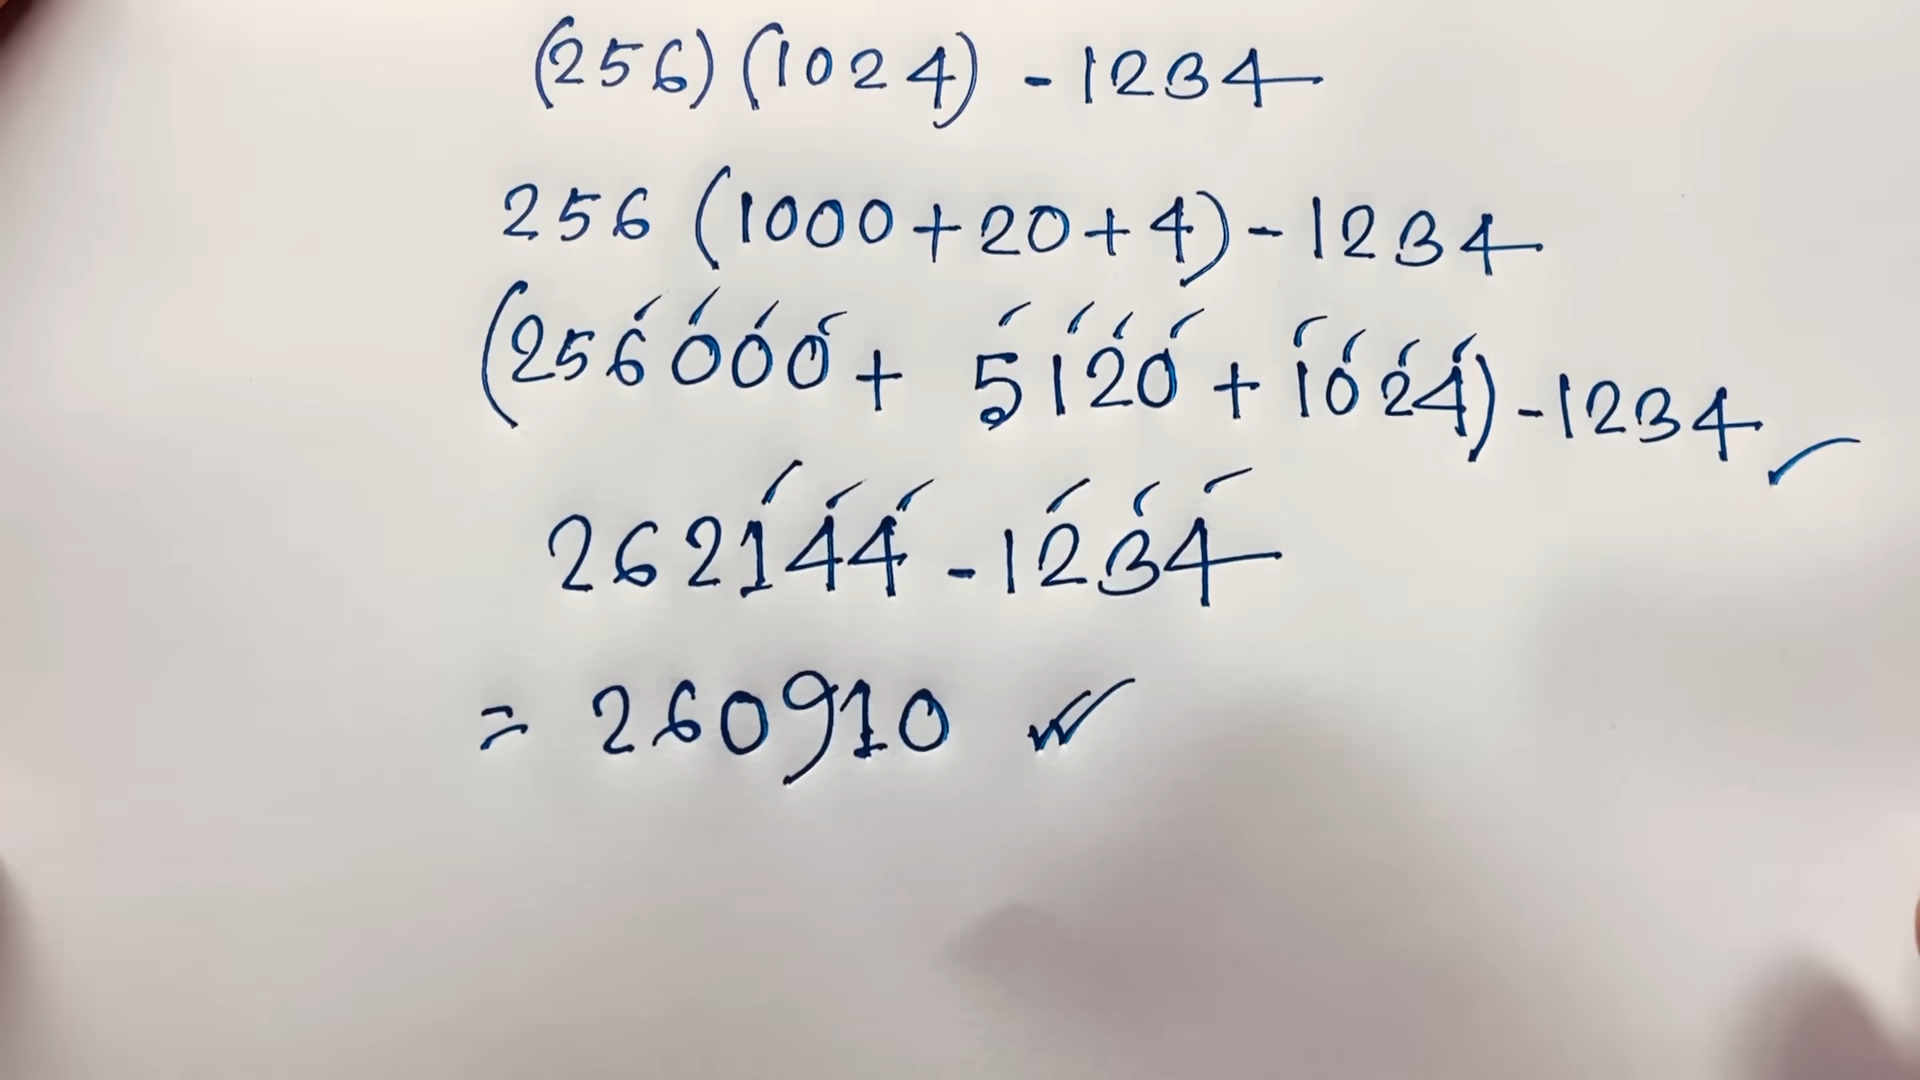 (256)(1024) - 1234
256 (1000+20+4) - 1234
(256000 + 5120 + 1024) - 1234
262144 - 1234
= 260910